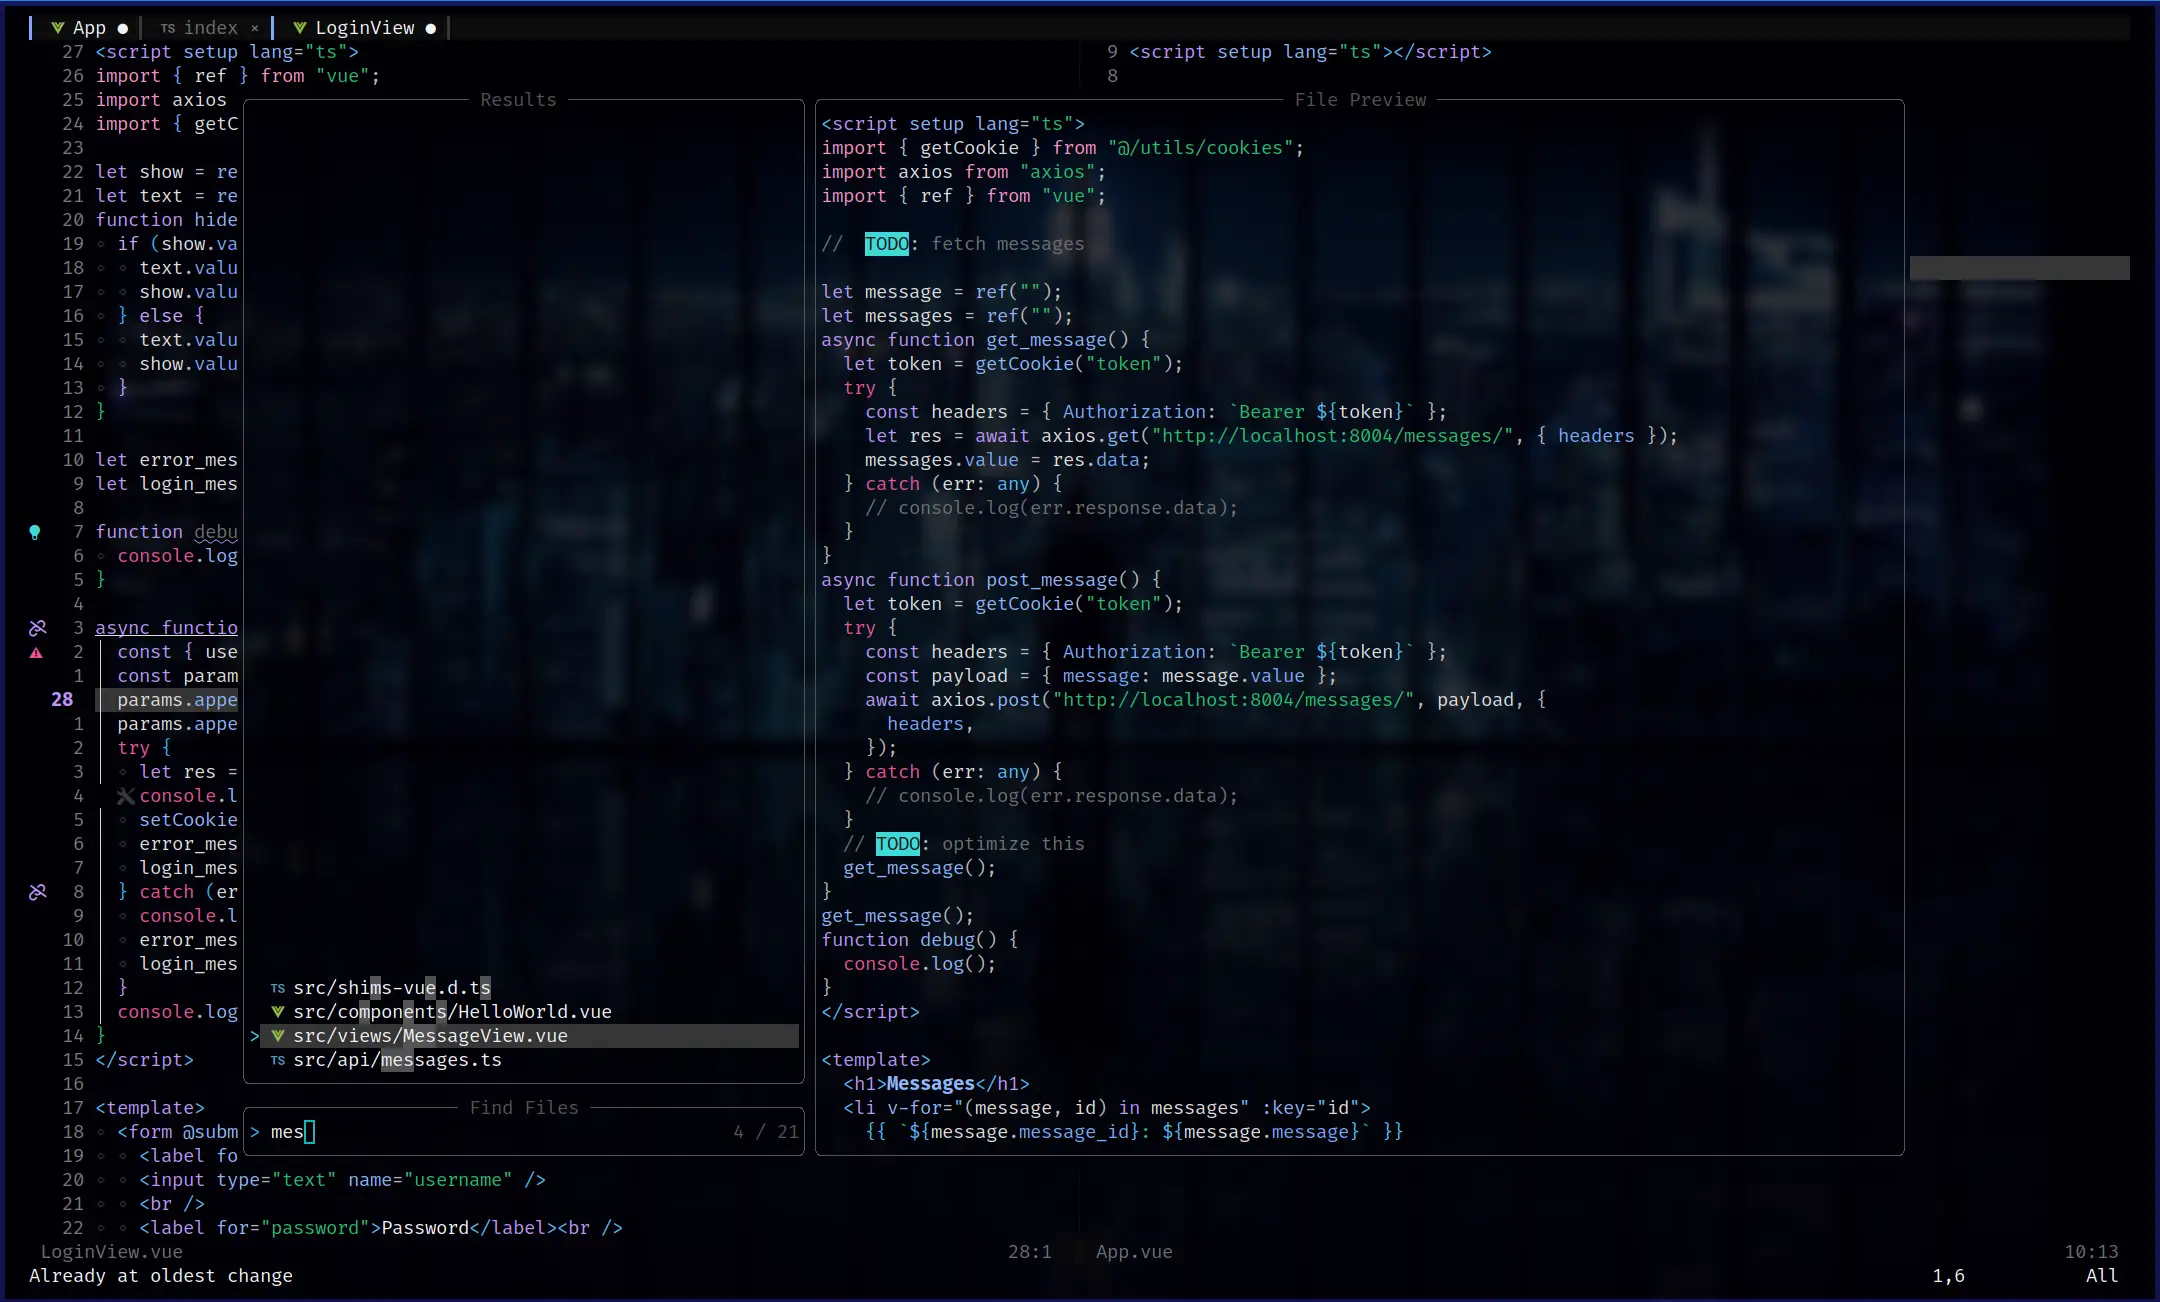 App ● TS index × LoginView ●
27 <script setup lang="ts">
26 import { ref } from "vue";
25 import axios
24 import { getC
23
22 let show = re
21 let text = re
20 function hide
19 if (show.va
18 text.valu
17 show.valu
16 } else {
15 text.valu
14 show.valu
13 }
12 }
11
10 let error_mes
9 let login_mes
8
7 function debu
6 console.log
5 }
4
3 async functio
2 const { use
1 const param
28 params.appe
1 params.appe
2 try {
3 let res =
4 console.l
5 setCookie
6 error_mes
7 login_mes
8 } catch (er
9 console.l
10 error_mes
11 login_mes
12 }
13 console.log
14 }
15 </script>
16
17 <template>
18 <form @subm
19 <label fo
20 <input type="text" name="username" />
21 <br />
22 <label for="password">Password</label><br />
9 <script setup lang="ts"></script>
8
Results
TS src/shims-vue.d.ts
src/components/HelloWorld.vue
> src/views/MessageView.vue
TS src/api/messages.ts
Find Files
> mes 4 / 21
File Preview
<script setup lang="ts">
import { getCookie } from "@/utils/cookies";
import axios from "axios";
import { ref } from "vue";
// TODO: fetch messages
let message = ref("");
let messages = ref("");
async function get_message() {
let token = getCookie("token");
try {
const headers = { Authorization: `Bearer ${token}` };
let res = await axios.get("http://localhost:8004/messages/", { headers });
messages.value = res.data;
} catch (err: any) {
// console.log(err.response.data);
}
}
async function post_message() {
let token = getCookie("token");
try {
const headers = { Authorization: `Bearer ${token}` };
const payload = { message: message.value };
await axios.post("http://localhost:8004/messages/", payload, {
headers,
});
} catch (err: any) {
// console.log(err.response.data);
}
// TODO: optimize this
get_message();
}
get_message();
function debug() {
console.log();
}
</script>
<template>
<h1>Messages</h1>
<li v-for="(message, id) in messages" :key="id">
{{ `${message.message_id}: ${message.message}` }}
LoginView.vue 28:1 App.vue 10:13
Already at oldest change 1,6 All